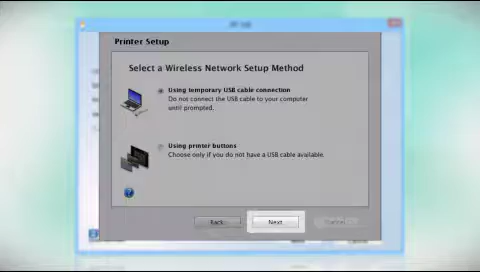 Printer Setup
Select a Wireless Network Setup Method
Using temporary USB cable connection
Do not connect the USB cable to your computer
until prompted.
Using printer buttons
Choose only if you do not have a USB cable available.
?
Back
Next
Cancel